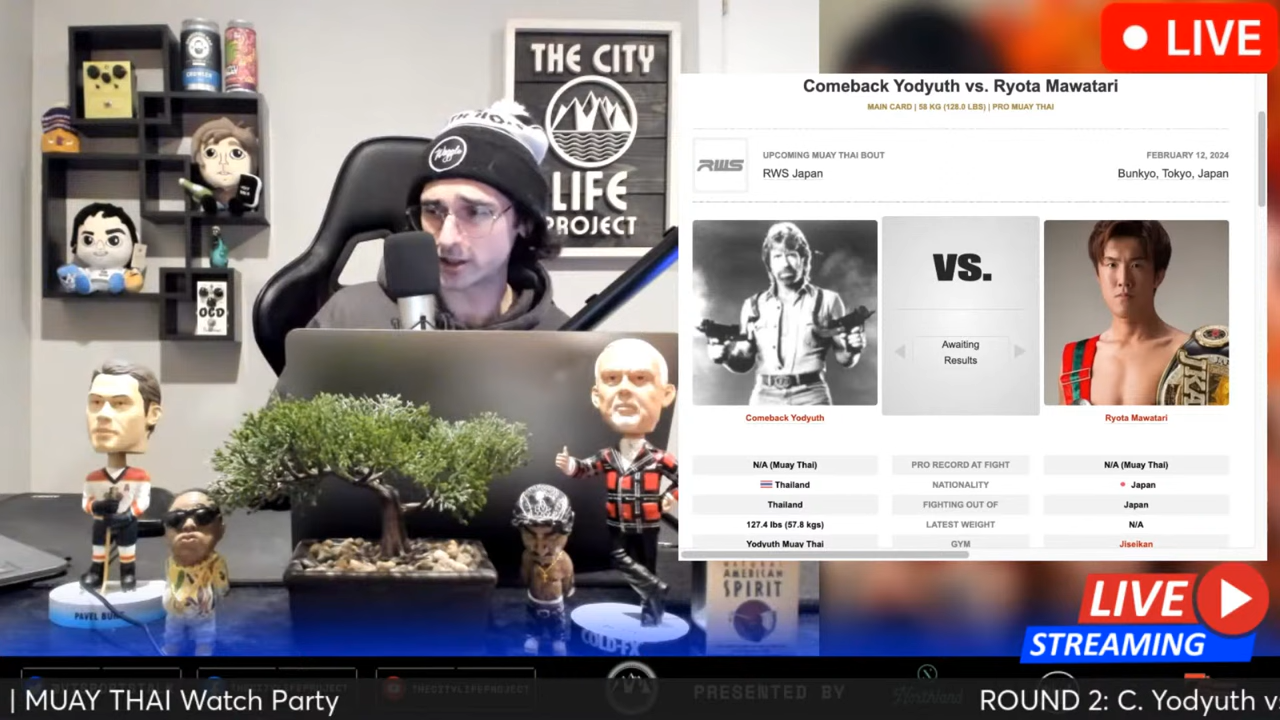 LIVE
THE CITY
LIFE
PROJECT
Waggle
OCD
Comeback Yodyuth vs. Ryota Mawatari
MAIN CARD | 58 KG (128.0 LBS) | PRO MUAY THAI
UPCOMING MUAY THAI BOUT
FEBRUARY 12, 2024
RWS
RWS Japan
Bunkyo, Tokyo, Japan
VS.
Awaiting
Results
Comeback Yodyuth
Ryota Mawatari
N/A (Muay Thai) PRO RECORD AT FIGHT N/A (Muay Thai)
Thailand NATIONALITY Japan
Thailand FIGHTING OUT OF Japan
127.4 lbs (57.8 kgs) LATEST WEIGHT N/A
Yodyuth Muay Thai GYM Jiseikan
AMERICAN
SPIRIT
LIVE
STREAMING
PRESENTED BY
THECITYLIFEPROJECT
| MUAY THAI Watch Party
ROUND 2: C. Yodyuth v